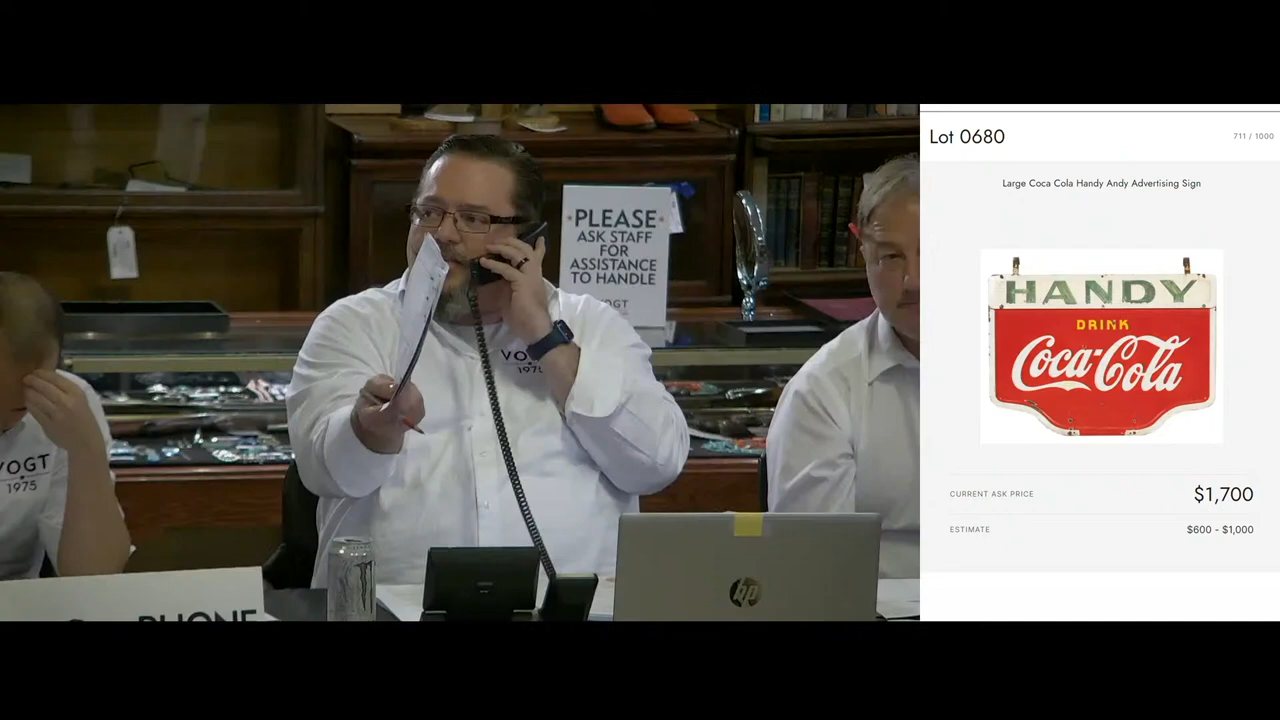 Lot 0680
711 / 1000
Large Coca Cola Handy Andy Advertising Sign
HANDY
DRINK
Coca-Cola
CURRENT ASK PRICE
$1,700
ESTIMATE
$600 - $1,000
PLEASE
ASK STAFF
FOR
ASSISTANCE
TO HANDLE
VOGT
1975
PHONE
hp